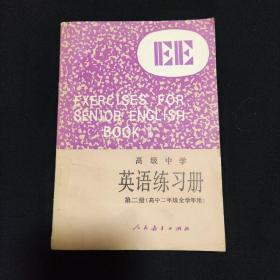 EE
EXERCISES FOR
SENIOR ENGLISH
BOOK II
高级中学
英语练习册
第二册（高中二年级全学年用）
人民教育出版社